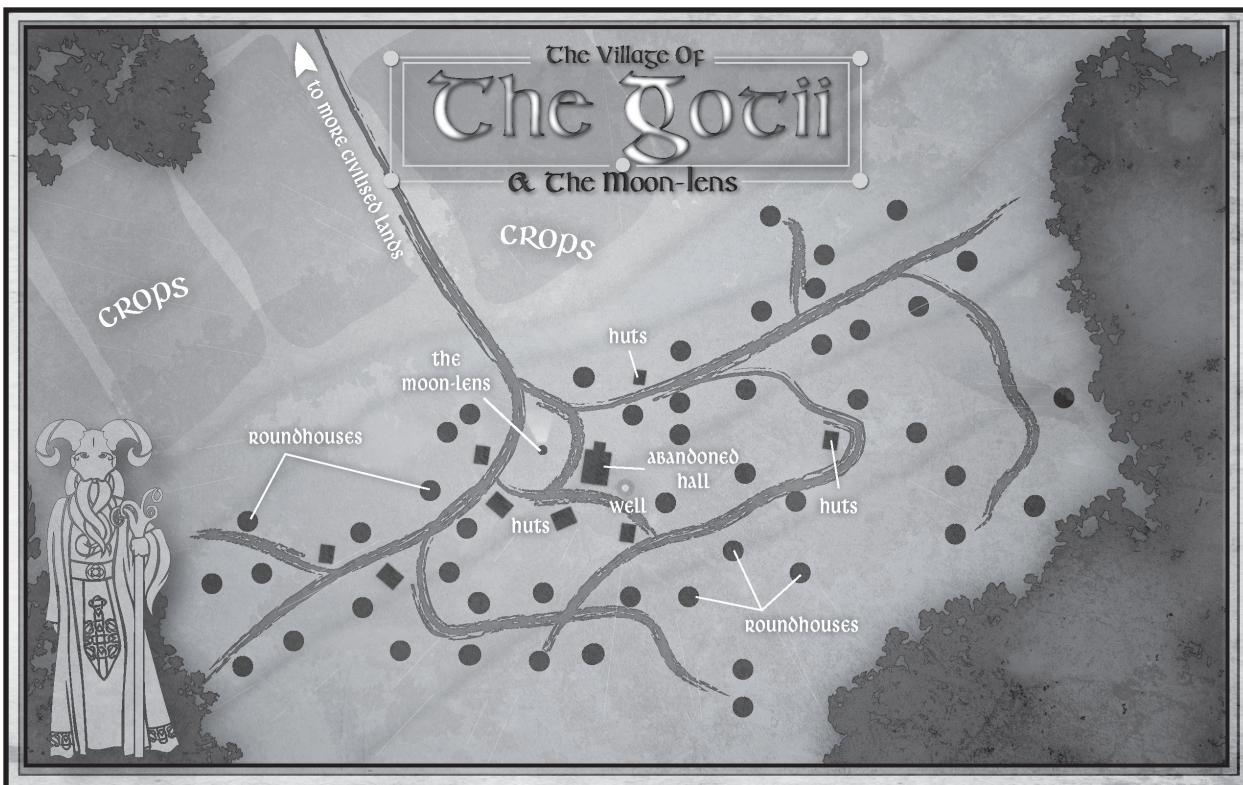 The Village Of
The Gotii
& The Moon-lens
to more civilised lands
crops
crops
huts
the
moon-lens
roundhouses
abandoned
hall
well
huts
huts
roundhouses